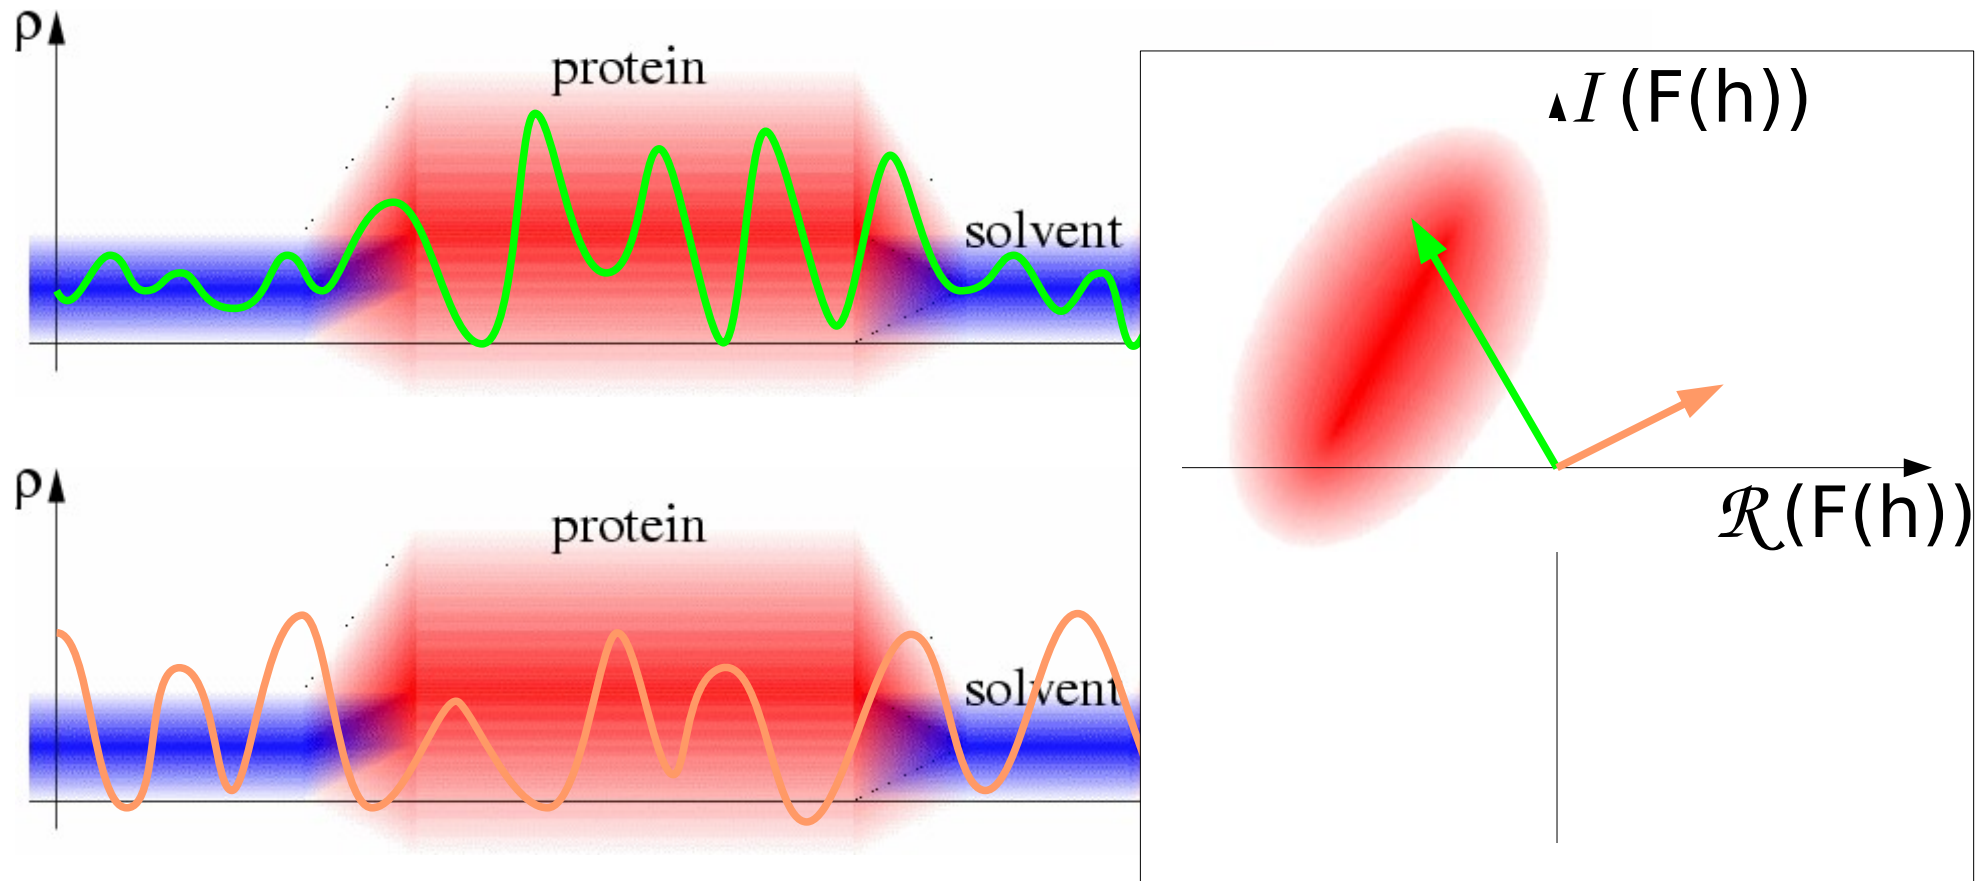 ρ
protein
solvent
ρ
protein
solvent
I (F(h))
ℛ(F(h))